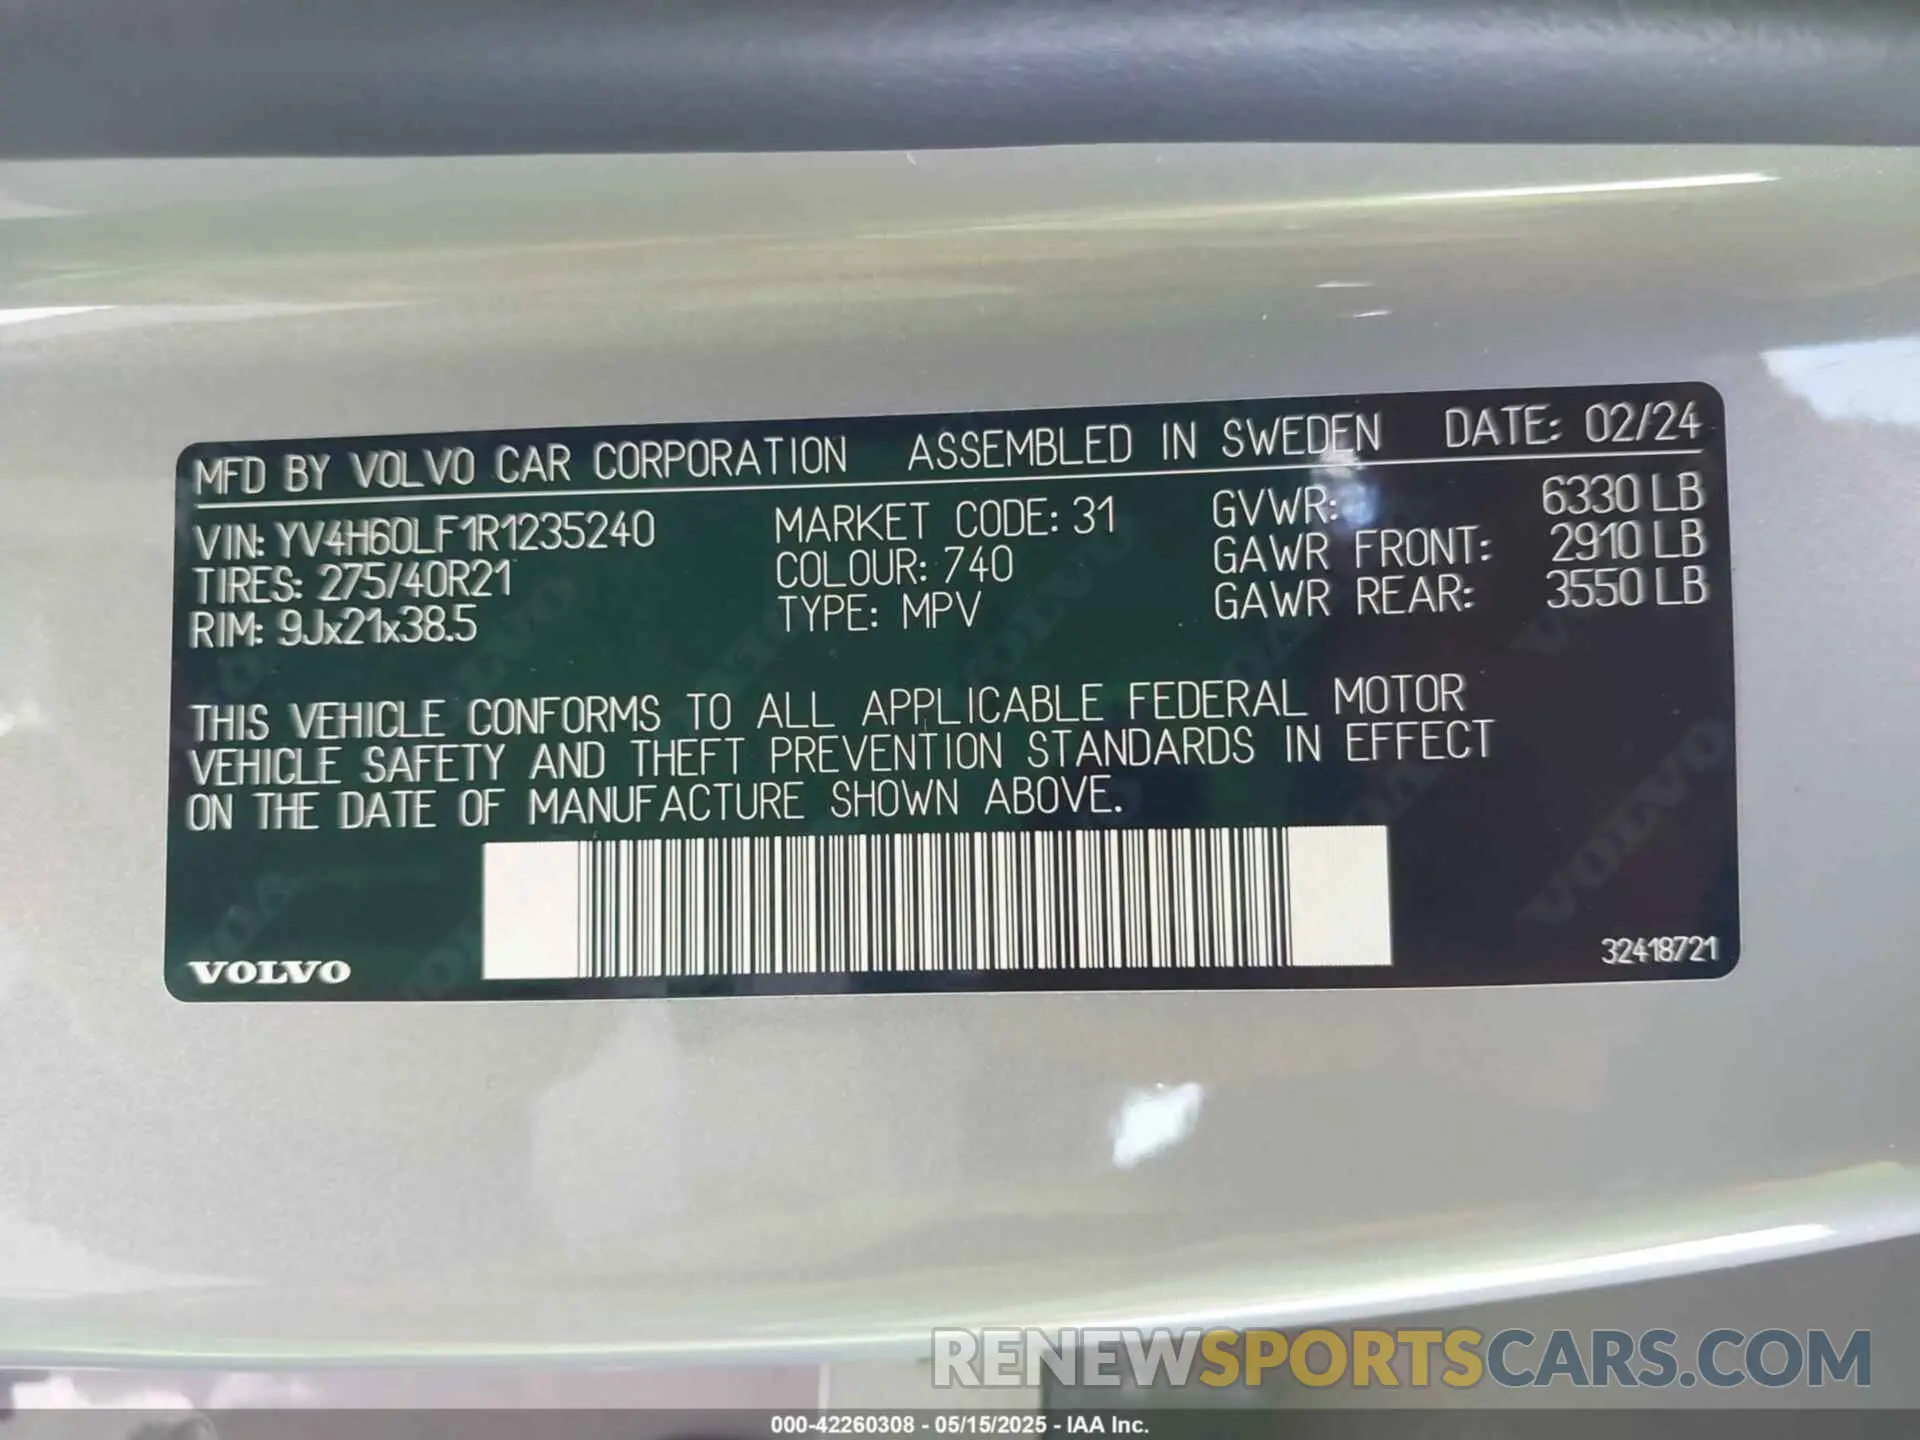 MFD BY VOLVO CAR CORPORATION ASSEMBLED IN SWEDEN DATE: 02/24
VIN: YV4H60LF1R1235240 MARKET CODE: 31 GVWR: 6330 LB
TIRES: 275/40R21 COLOUR: 740 GAWR FRONT: 2910 LB
RIM: 9Jx21x38.5 TYPE: MPV GAWR REAR: 3550 LB
THIS VEHICLE CONFORMS TO ALL APPLICABLE FEDERAL MOTOR
VEHICLE SAFETY AND THEFT PREVENTION STANDARDS IN EFFECT
ON THE DATE OF MANUFACTURE SHOWN ABOVE.
VOLVO 32418721
RENEWSPORTSCARS.COM
000-42260308 - 05/15/2025 - IAA Inc.